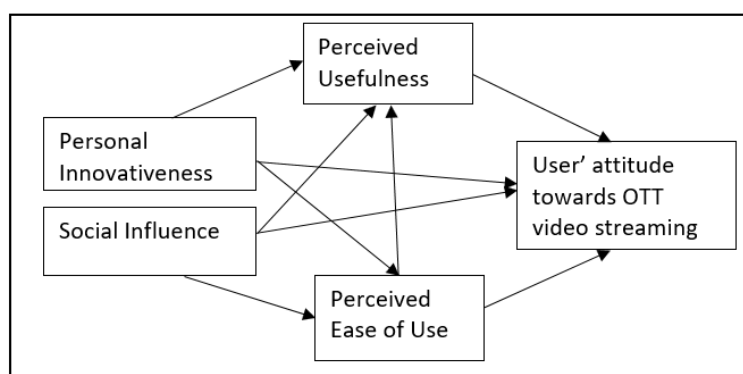 Perceived
Usefulness
Personal
Innovativeness
User’ attitude
towards OTT
video streaming
Social Influence
Perceived
Ease of Use